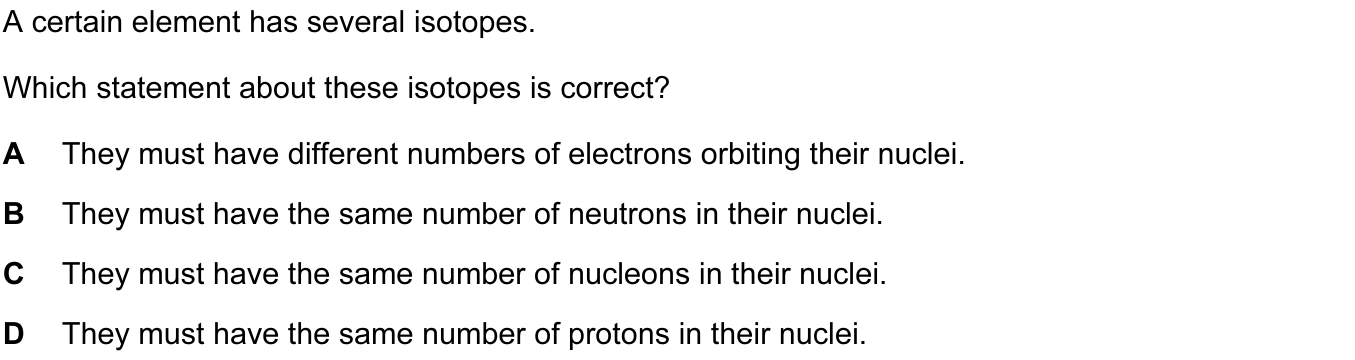 A certain element has several isotopes.
Which statement about these isotopes is correct?
A They must have different numbers of electrons orbiting their nuclei.
B They must have the same number of neutrons in their nuclei.
C They must have the same number of nucleons in their nuclei.
D They must have the same number of protons in their nuclei.